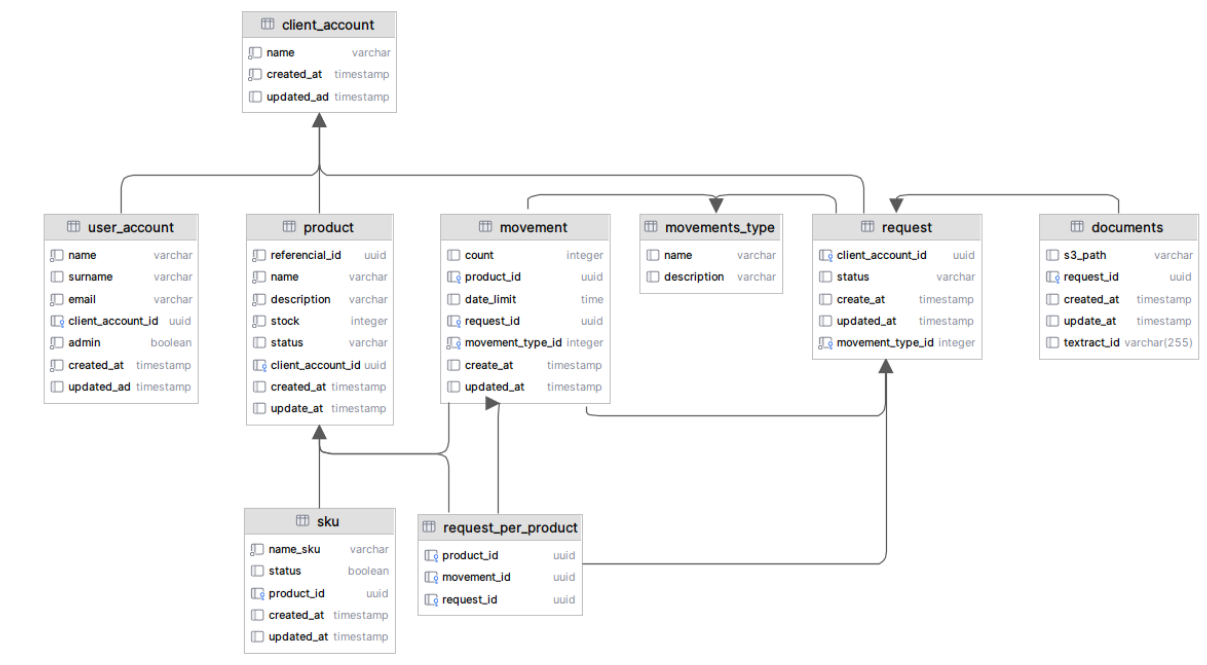 client_account
name varchar
created_at timestamp
updated_ad timestamp
user_account
name varchar
surname varchar
email varchar
client_account_id uuid
admin boolean
created_at timestamp
updated_ad timestamp
product
referencial_id uuid
name varchar
description varchar
stock integer
status varchar
client_account_id uuid
created_at timestamp
update_at timestamp
movement
count integer
product_id uuid
date_limit time
request_id uuid
movement_type_id integer
create_at timestamp
updated_at timestamp
movements_type
name varchar
description varchar
request
client_account_id uuid
status varchar
create_at timestamp
updated_at timestamp
movement_type_id integer
documents
s3_path varchar
request_id uuid
created_at timestamp
update_at timestamp
textract_id varchar(255)
sku
name_sku varchar
status boolean
product_id uuid
created_at timestamp
updated_at timestamp
request_per_product
product_id uuid
movement_id uuid
request_id uuid